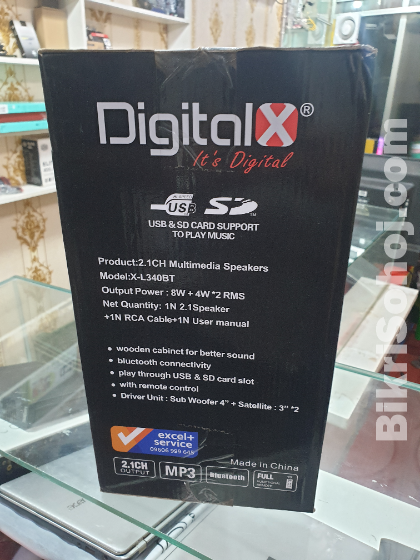 DigitalX®
It's Digital
USB SD
USB & SD CARD SUPPORT
TO PLAY MUSIC
Product:2.1CH Multimedia Speakers
Model:X-L340BT
Output Power : 8W + 4W*2 RMS
Net Quantity: 1N 2.1Speaker
+1N RCA Cable+1N User manual
• wooden cabinet for better sound
• bluetooth connectivity
• play through USB & SD card slot
• with remote control
• Driver Unit : Sub Woofer 4" + Satellite : 3" *2
excel+
service
Made in China
2.1CH
OUTPUT
MP3
Bluetooth
FULL
BikriShoj.com